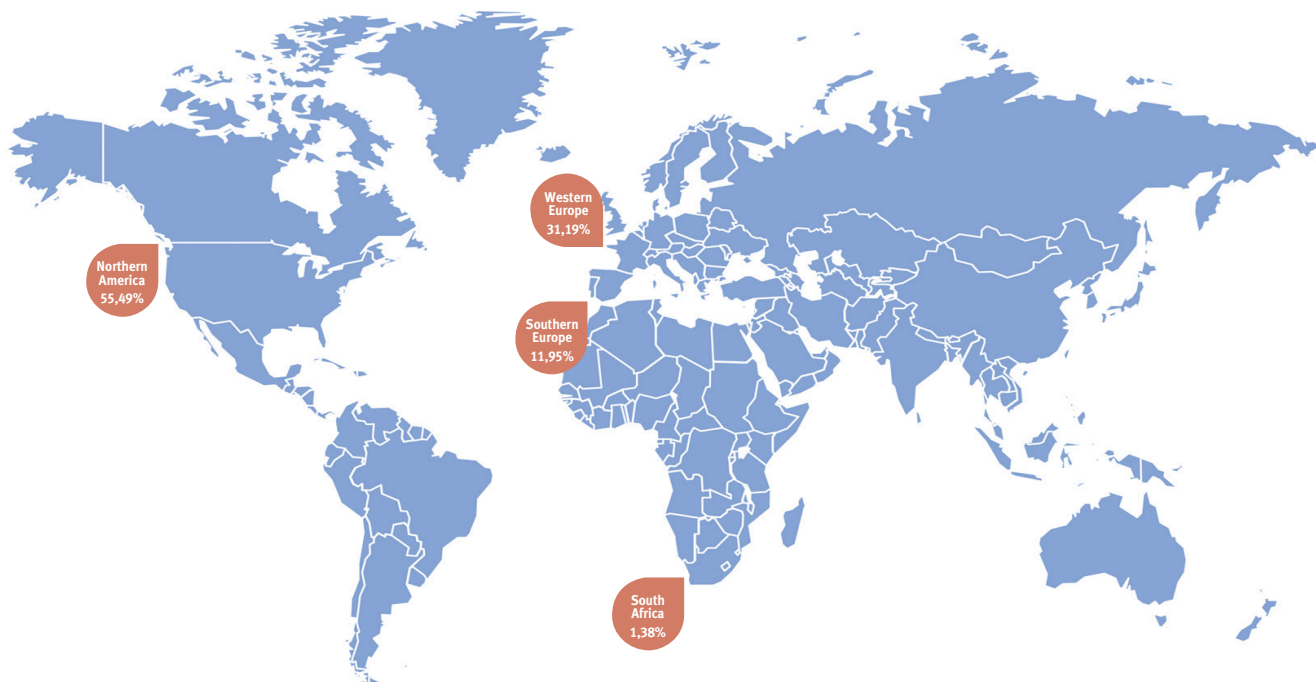 Western
Europe
31,19%
Northern
America
55,49%
Southern
Europe
11,95%
South
Africa
1,38%